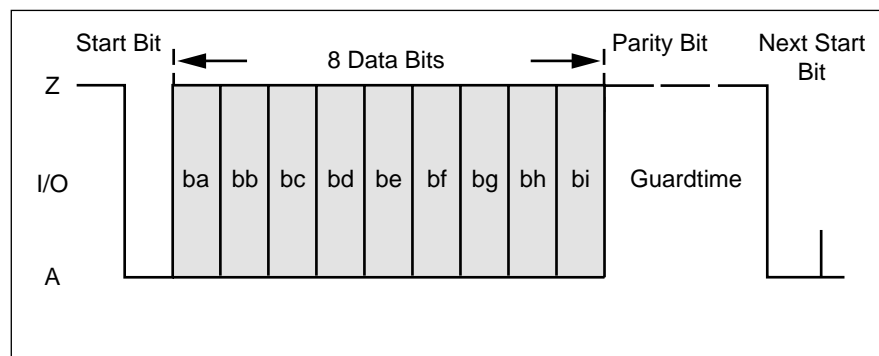 Start Bit
8 Data Bits
Parity Bit
Next Start
Bit
Z
I/O
ba bb bc bd be bf bg bh bi
Guardtime
A